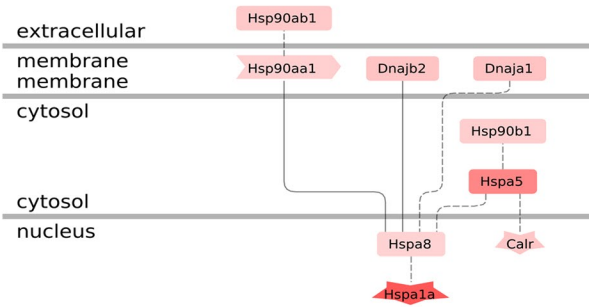 Hsp90ab1
extracellular
membrane
Hsp90aa1 Dnajb2 Dnaja1
membrane
cytosol
Hsp90b1
Hspa5
cytosol
nucleus
Hspa8 Calr
Hspa1a